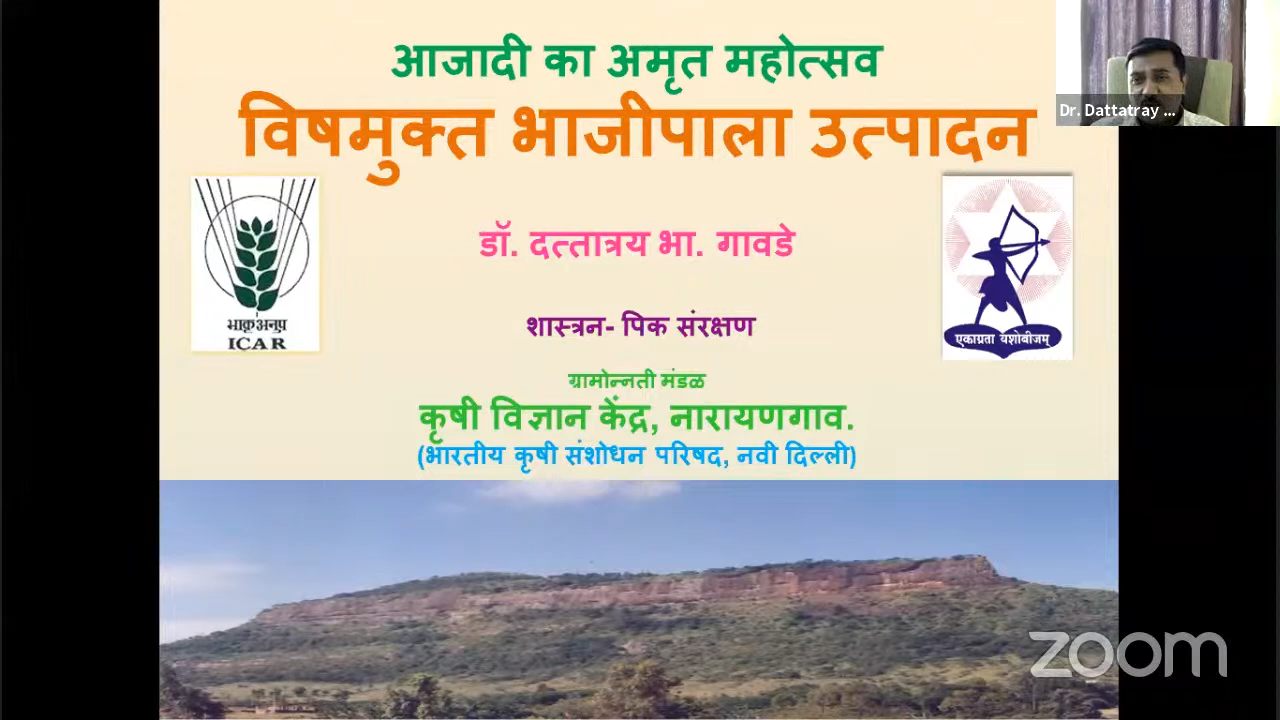 आजादी का अमृत महोत्सव
विषमुक्त भाजीपाला उत्पादन
Dr. Dattatray ...
भाकृअनुप
ICAR
डॉ. दत्तात्रय भा. गावडे
एकाग्रता यशोबीजम्
शास्त्रन- पिक संरक्षण
ग्रामोन्नती मंडळ
कृषी विज्ञान केंद्र, नारायणगाव.
(भारतीय कृषी संशोधन परिषद, नवी दिल्ली)
zoom